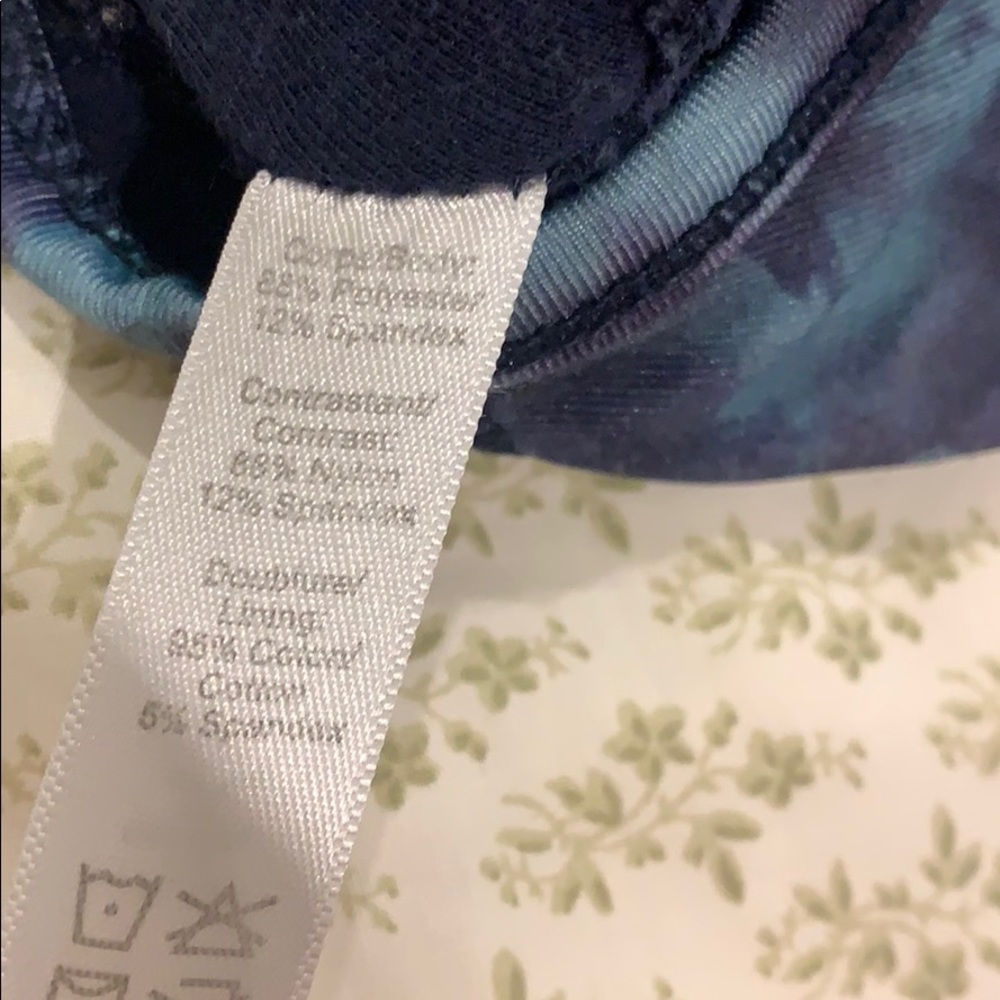 Corps/Body:
88% Polyester/
12% Spandex
Contrastant/
Contrast:
88% Nylon
12% Spandex
Doublure/
Lining:
95% Coton/
Cotton
5% Spandex